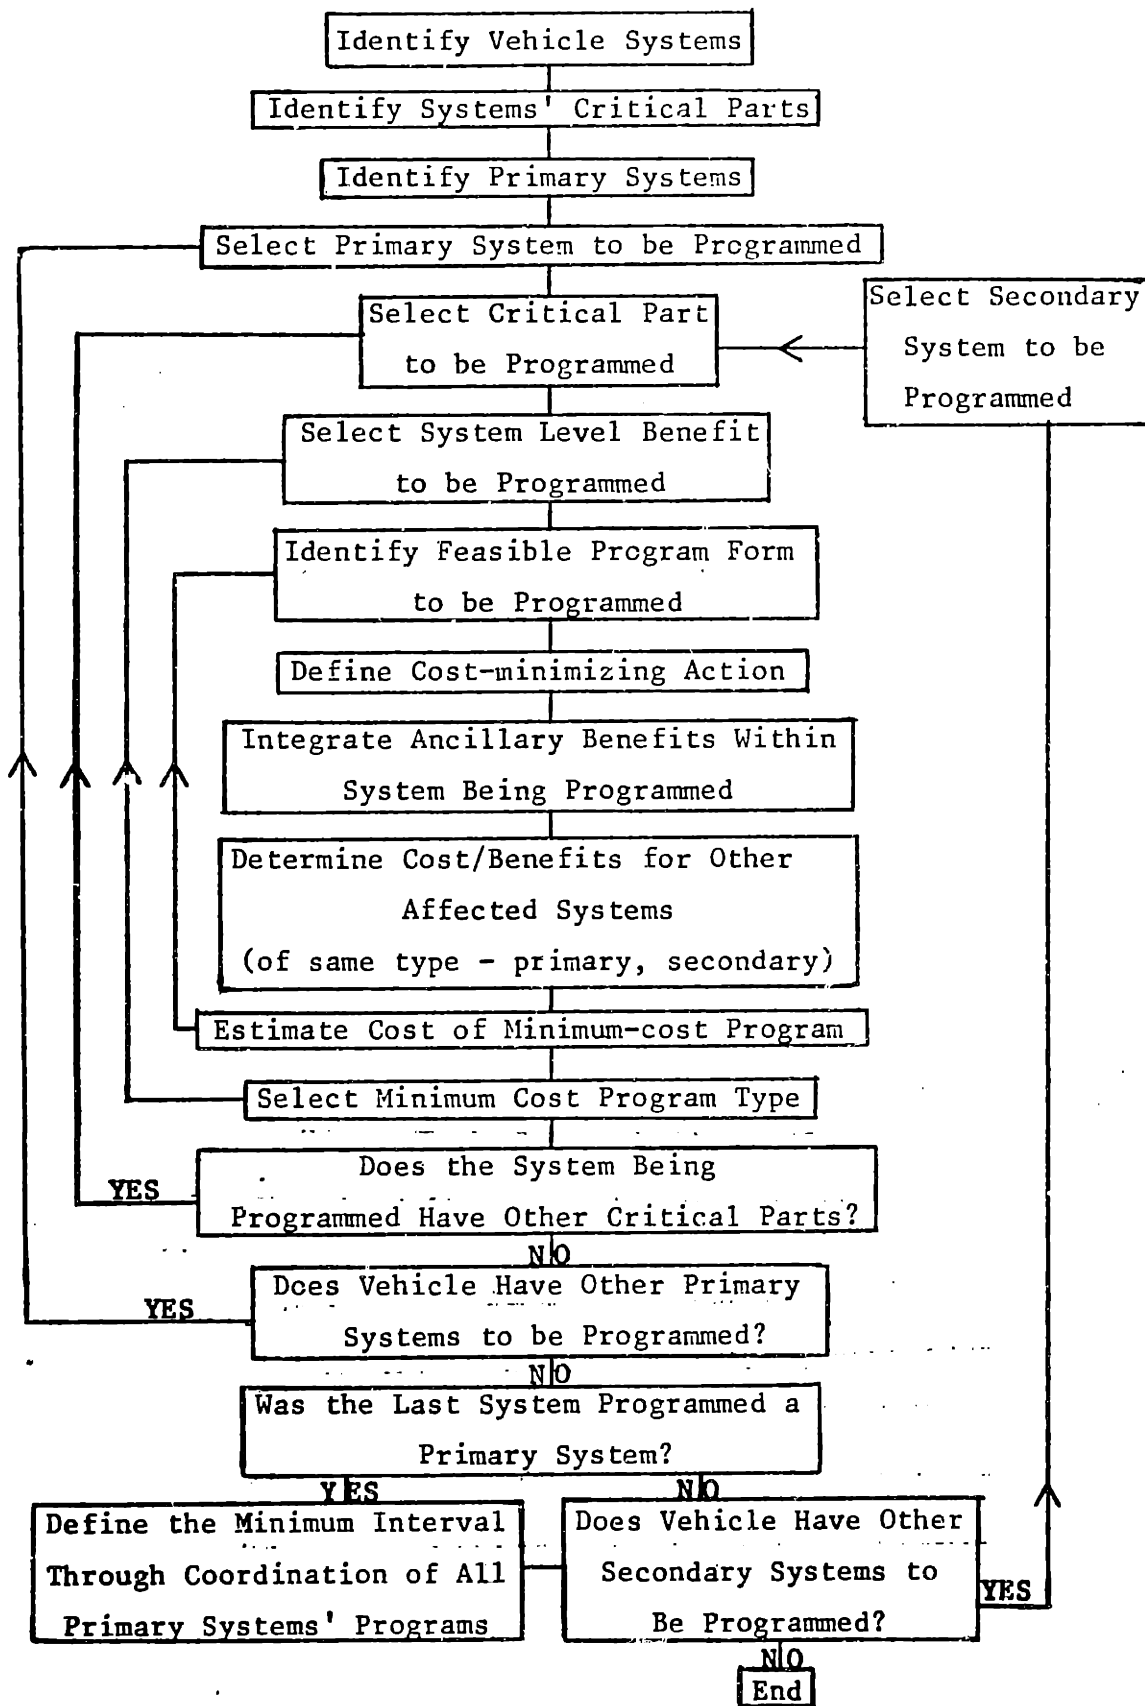 Identify Vehicle Systems
Identify Systems' Critical Parts
Identify Primary Systems
Select Primary System to be Programmed
Select Critical Part
to be Programmed
Select Secondary
System to be
Programmed
Select System Level Benefit
to be Programmed
Identify Feasible Program Form
to be Programmed
Define Cost-minimizing Action
Integrate Ancillary Benefits Within
System Being Programmed
Determine Cost/Benefits for Other
Affected Systems
(of same type - primary, secondary)
Estimate Cost of Minimum-cost Program
Select Minimum Cost Program Type
Does the System Being
Programmed Have Other Critical Parts?
YES
NO
Does Vehicle Have Other Primary
Systems to be Programmed?
YES
NO
Was the Last System Programmed a
Primary System?
YES
NO
Define the Minimum Interval
Through Coordination of All
Primary Systems' Programs
Does Vehicle Have Other
Secondary Systems to
Be Programmed?
YES
NO
End